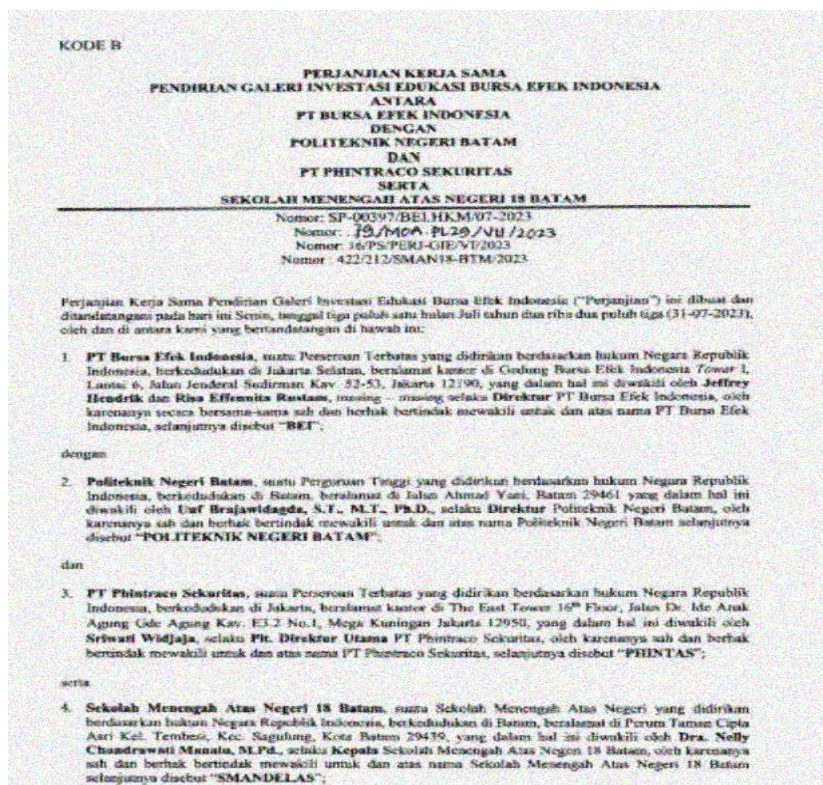 KODE B
PERJANJIAN KERJA SAMA
PENDIRIAN GALERI INVESTASI EDUKASI BURSA EFEK INDONESIA
ANTARA
PT BURSA EFEK INDONESIA
DENGAN
POLITEKNIK NEGERI BATAM
DAN
PT PHINTRACO SEKURITAS
SERTA
SEKOLAH MENENGAH ATAS NEGERI 18 BATAM
Nomor: SP-00397/BEI.HKM/07-2023
Nomor: 79/MOA.PL29/VII/2023
Nomor: 16/PS/PERJ-GIE/VI/2023
Nomor : 422/212/SMAN18-BTM/2023
Perjanjian Kerja Sama Pendirian Galeri Investasi Edukasi Bursa Efek Indonesia (“Perjanjian”) ini dibuat dan
ditandatangani pada hari ini Senin, tanggal tiga puluh satu bulan Juli tahun dua ribu dua puluh tiga (31-07-2023),
oleh dan di antara kami yang bertandatangan di bawah ini:
1. PT Bursa Efek Indonesia, suatu Perseroan Terbatas yang didirikan berdasarkan hukum Negara Republik
Indonesia, berkedudukan di Jakarta Selatan, beralamat kantor di Gedung Bursa Efek Indonesia Tower I,
Lantai 6, Jalan Jenderal Sudirman Kav. 52-53, Jakarta 12190, yang dalam hal ini diwakili oleh Jeffrey
Hendrik dan Risa Effennita Rustam, masing – masing selaku Direktur PT Bursa Efek Indonesia, oleh
karenanya secara bersama-sama sah dan berhak bertindak mewakili untuk dan atas nama PT Bursa Efek
Indonesia, selanjutnya disebut “BEI”;
dengan
2. Politeknik Negeri Batam, suatu Perguruan Tinggi yang didirikan berdasarkan hukum Negara Republik
Indonesia, berkedudukan di Batam, beralamat di Jalan Ahmad Yani, Batam 29461 yang dalam hal ini
diwakili oleh Uuf Brajawidagda, S.T., M.T., Ph.D., selaku Direktur Politeknik Negeri Batam, oleh
karenanya sah dan berhak bertindak mewakili untuk dan atas nama Politeknik Negeri Batam selanjutnya
disebut “POLITEKNIK NEGERI BATAM”;
dan
3. PT Phintraco Sekuritas, suatu Perseroan Terbatas yang didirikan berdasarkan hukum Negara Republik
Indonesia, berkedudukan di Jakarta, beralamat kantor di The East Tower 16th Floor, Jalan Dr. Ide Anak
Agung Gde Agung Kav. E3.2 No.1, Mega Kuningan Jakarta 12950, yang dalam hal ini diwakili oleh
Sriwati Widjaja, selaku Plt. Direktur Utama PT Phintraco Sekuritas, oleh karenanya sah dan berhak
bertindak mewakili untuk dan atas nama PT Phintraco Sekuritas, selanjutnya disebut “PHINTAS”;
serta
4. Sekolah Menengah Atas Negeri 18 Batam, suatu Sekolah Menengah Atas Negeri yang didirikan
berdasarkan hukum Negara Republik Indonesia, berkedudukan di Batam, beralamat di Perum Taman Cipta
Asri Kel. Tembesi, Kec. Sagulung, Kota Batam 29439, yang dalam hal ini diwakili oleh Dra. Nelly
Chandrawati Manalu, M.Pd., selaku Kepala Sekolah Menengah Atas Negeri 18 Batam, oleh karenanya
sah dan berhak bertindak mewakili untuk dan atas nama Sekolah Menengah Atas Negeri 18 Batam
selanjutnya disebut “SMANDELAS”;